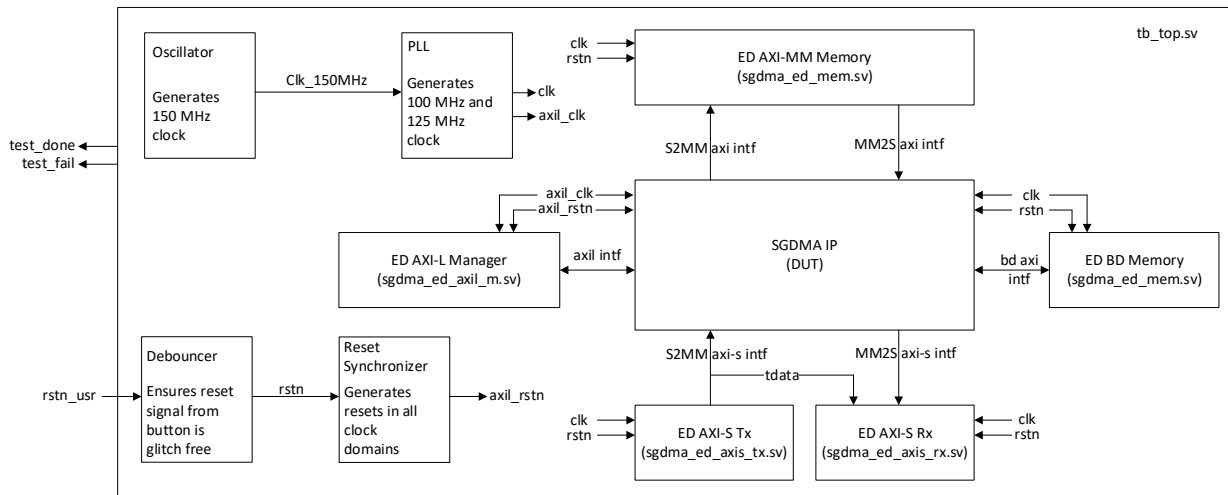 tb_top.sv
Oscillator
Generates
150 MHz
clock
Clk_150MHz
PLL
Generates
100 MHz and
125 MHz
clock
clk
axil_clk
clk
rstn
ED AXI-MM Memory
(sgdma_ed_mem.sv)
test_done
test_fail
S2MM axi intf
MM2S axi intf
axil_clk
axil_rstn
clk
rstn
ED AXI-L Manager
(sgdma_ed_axil_m.sv)
axil intf
SGDMA IP
(DUT)
bd axi
intf
ED BD Memory
(sgdma_ed_mem.sv)
rstn_usr
Debouncer
Ensures reset
signal from
button is
glitch free
rstn
Reset
Synchronizer
Generates
resets in all
clock
domains
axil_rstn
S2MM axi-s intf
MM2S axi-s intf
tdata
clk
rstn
ED AXI-S Tx
(sgdma_ed_axis_tx.sv)
ED AXI-S Rx
(sgdma_ed_axis_rx.sv)
clk
rstn